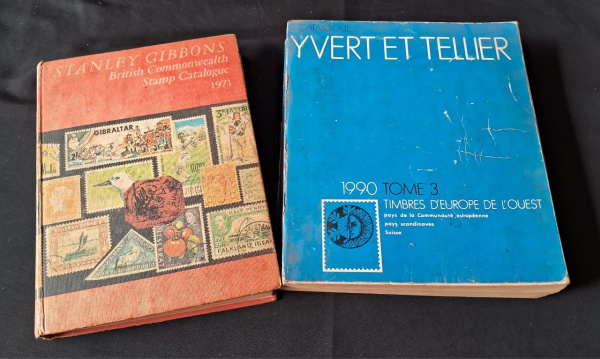 STANLEY GIBBONS
British Commonwealth
Stamp Catalogue
1971
GIBRALTAR
FALKLAND
CATALOGUE
YVERT ET TELLIER
1990 TOME 3
TIMBRES D'EUROPE DE L'OUEST
pays de la Communauté européenne
pays scandinaves
Suisse